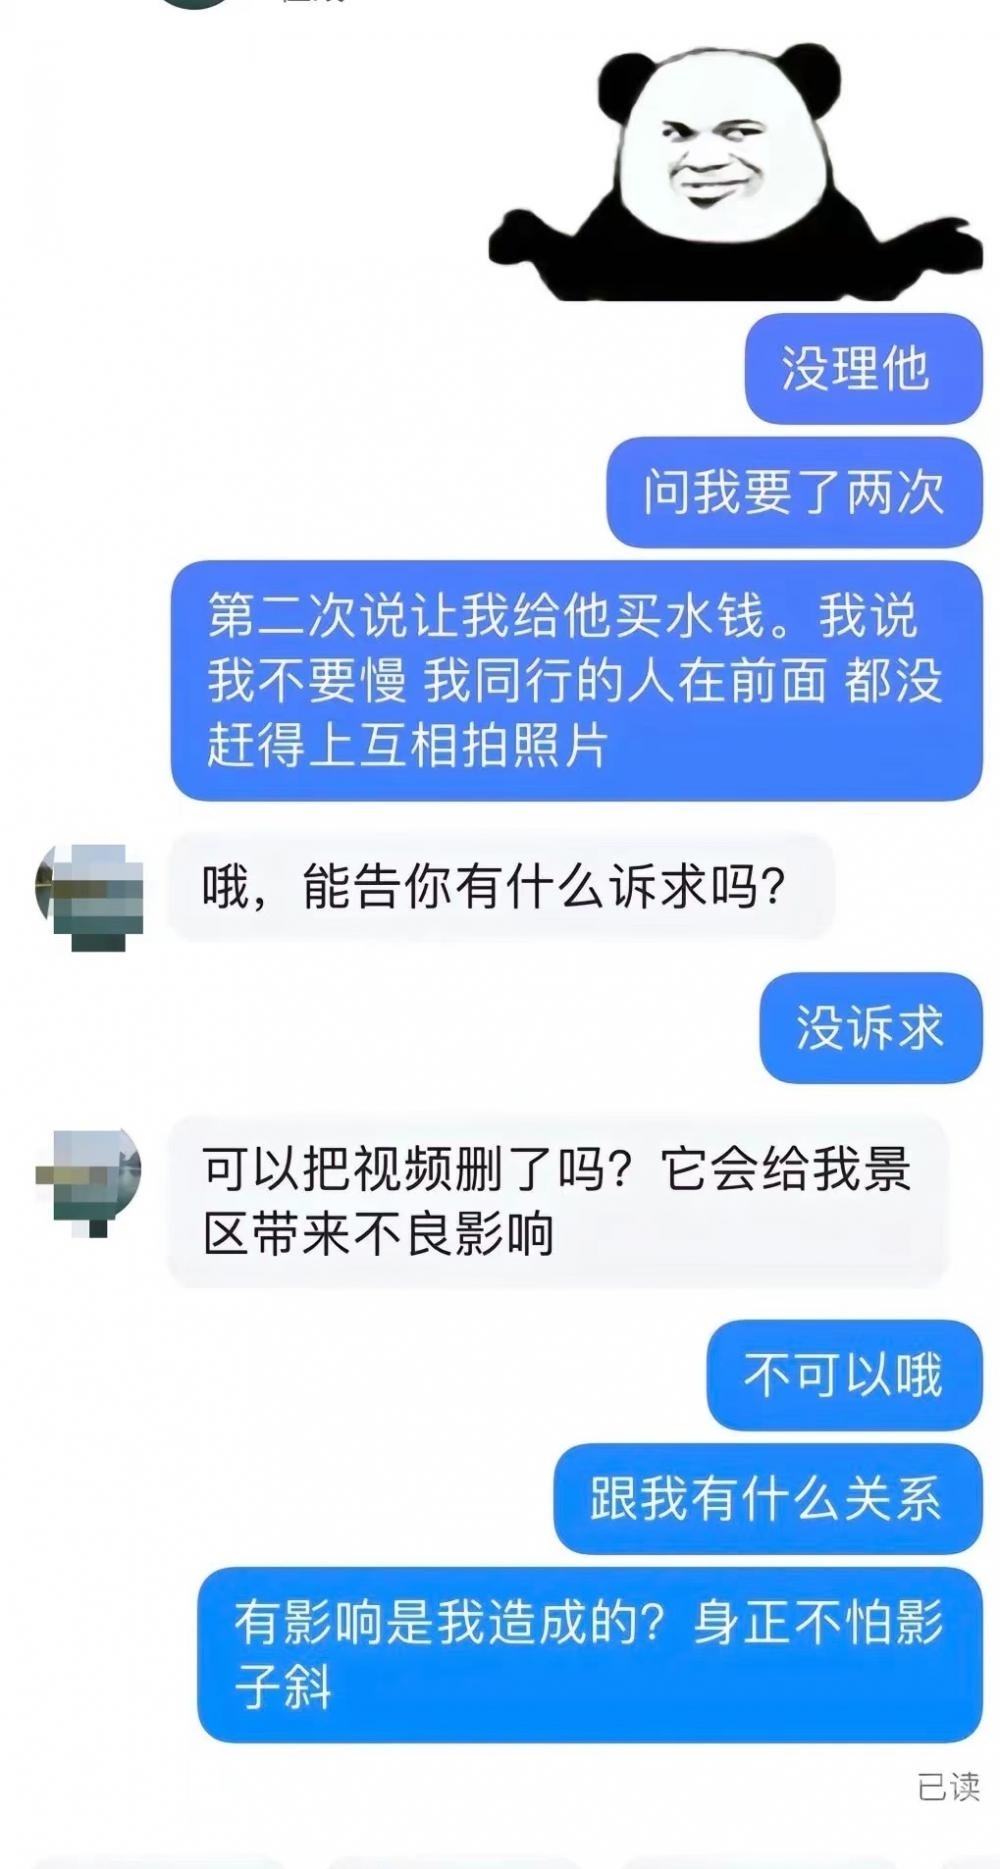 没理他
问我要了两次
第二次说让我给他买水钱。我说
我不要慢 我同行的人在前面 都没
赶得上互相拍照片
哦，能告你有什么诉求吗？
没诉求
可以把视频删了吗？它会给我景
区带来不良影响
不可以哦
跟我有什么关系
有影响是我造成的？身正不怕影
子斜
已读